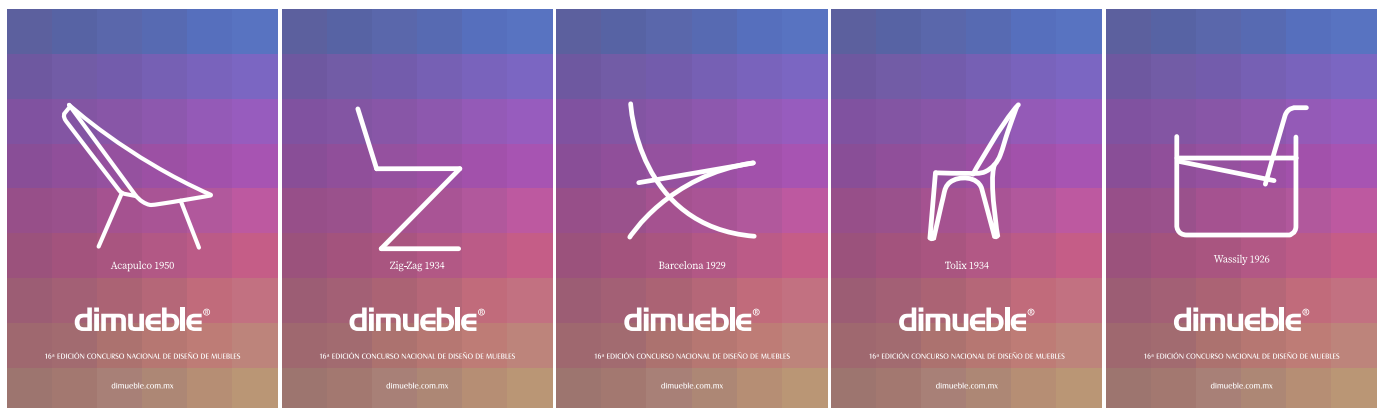 Acapulco 1950
dimueble®
16ª EDICIÓN CONCURSO NACIONAL DE DISEÑO DE MUEBLES
dimueble.com.mx
Zig-Zag 1934
dimueble®
16ª EDICIÓN CONCURSO NACIONAL DE DISEÑO DE MUEBLES
dimueble.com.mx
Barcelona 1929
dimueble®
16ª EDICIÓN CONCURSO NACIONAL DE DISEÑO DE MUEBLES
dimueble.com.mx
Tolix 1934
dimueble®
16ª EDICIÓN CONCURSO NACIONAL DE DISEÑO DE MUEBLES
dimueble.com.mx
Wassily 1926
dimueble®
16ª EDICIÓN CONCURSO NACIONAL DE DISEÑO DE MUEBLES
dimueble.com.mx